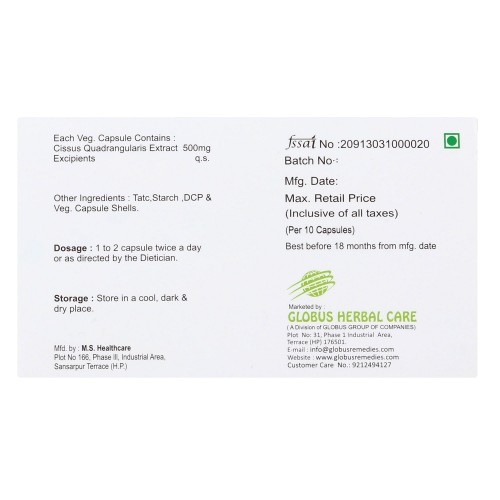 Each Veg. Capsule Contains :
Cissus Quadrangularis Extract 500mg
Excipients q.s.
Other Ingredients : Tatc,Starch ,DCP &
Veg. Capsule Shells.
Dosage : 1 to 2 capsule twice a day
or as directed by the Dietician.
Storage : Store in a cool, dark &
dry place.
Mfd. by : M.S. Healthcare
Plot No 166, Phase III, Industrial Area,
Sansarpur Terrace (H.P.)
fssai No :20913031000020
Batch No-:
Mfg. Date:
Max. Retail Price
(Inclusive of all taxes)
(Per 10 Capsules)
Best before 18 months from mfg. date
Marketed by :
GLOBUS HERBAL CARE
( A Division of GLOBUS GROUP OF COMPANIES)
Plot No: 31, Phase 1 Industrial Area,
Terrace (HP) 176501.
E-mail : info@globusremedies.com
Website : www.globusremedies.com
Customer Care No.: 9212494127